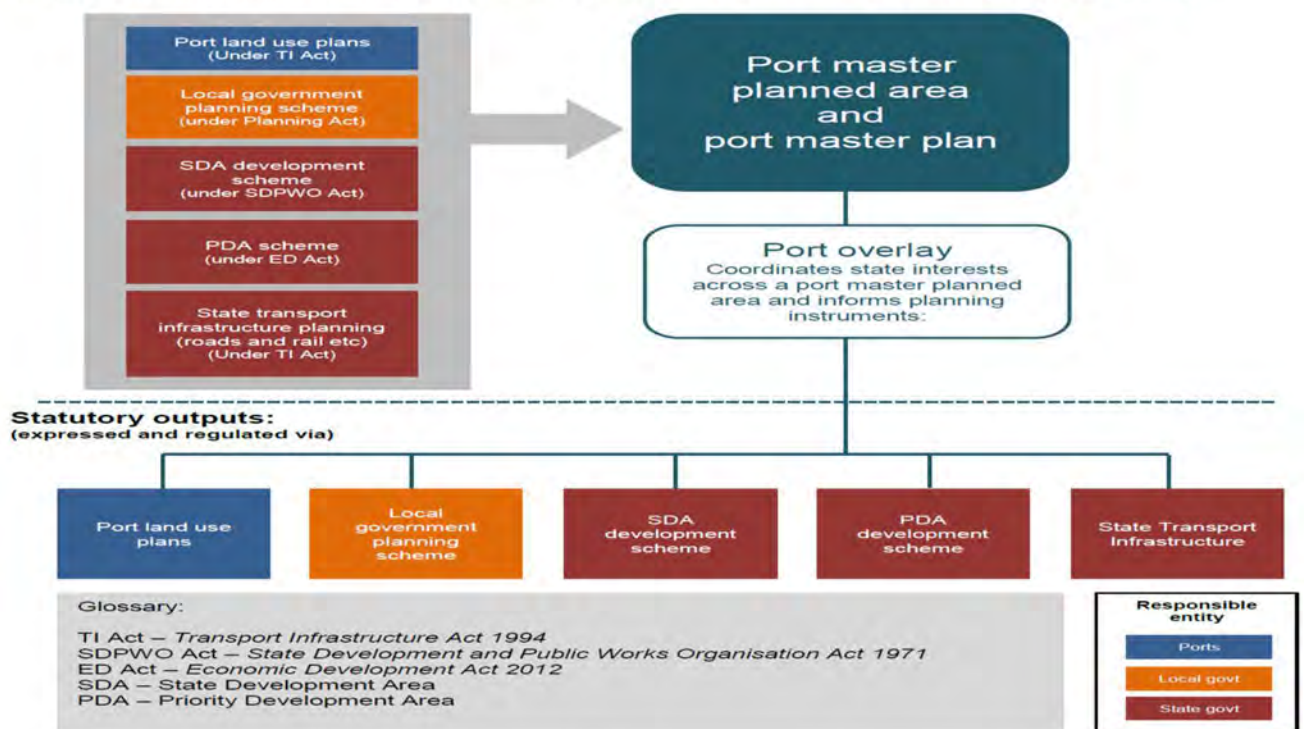 Port land use plans
(Under TI Act)
Local government
planning scheme
(under Planning Act)
SDA development
scheme
(under SDPWO Act)
PDA scheme
(under ED Act)
State transport
infrastructure planning
(roads and rail etc)
(Under TI Act)
Port master
planned area
and
port master plan
Port overlay
Coordinates state interests
across a port master planned
area and informs planning
instruments:
Statutory outputs:
(expressed and regulated via)
Port land use
plans
Local
government
planning
scheme
SDA
development
scheme
PDA
development
scheme
State Transport
Infrastructure
Glossary:
TI Act – Transport Infrastructure Act 1994
SDPWO Act – State Development and Public Works Organisation Act 1971
ED Act – Economic Development Act 2012
SDA – State Development Area
PDA – Priority Development Area
Responsible
entity
Ports
Local govt
State govt